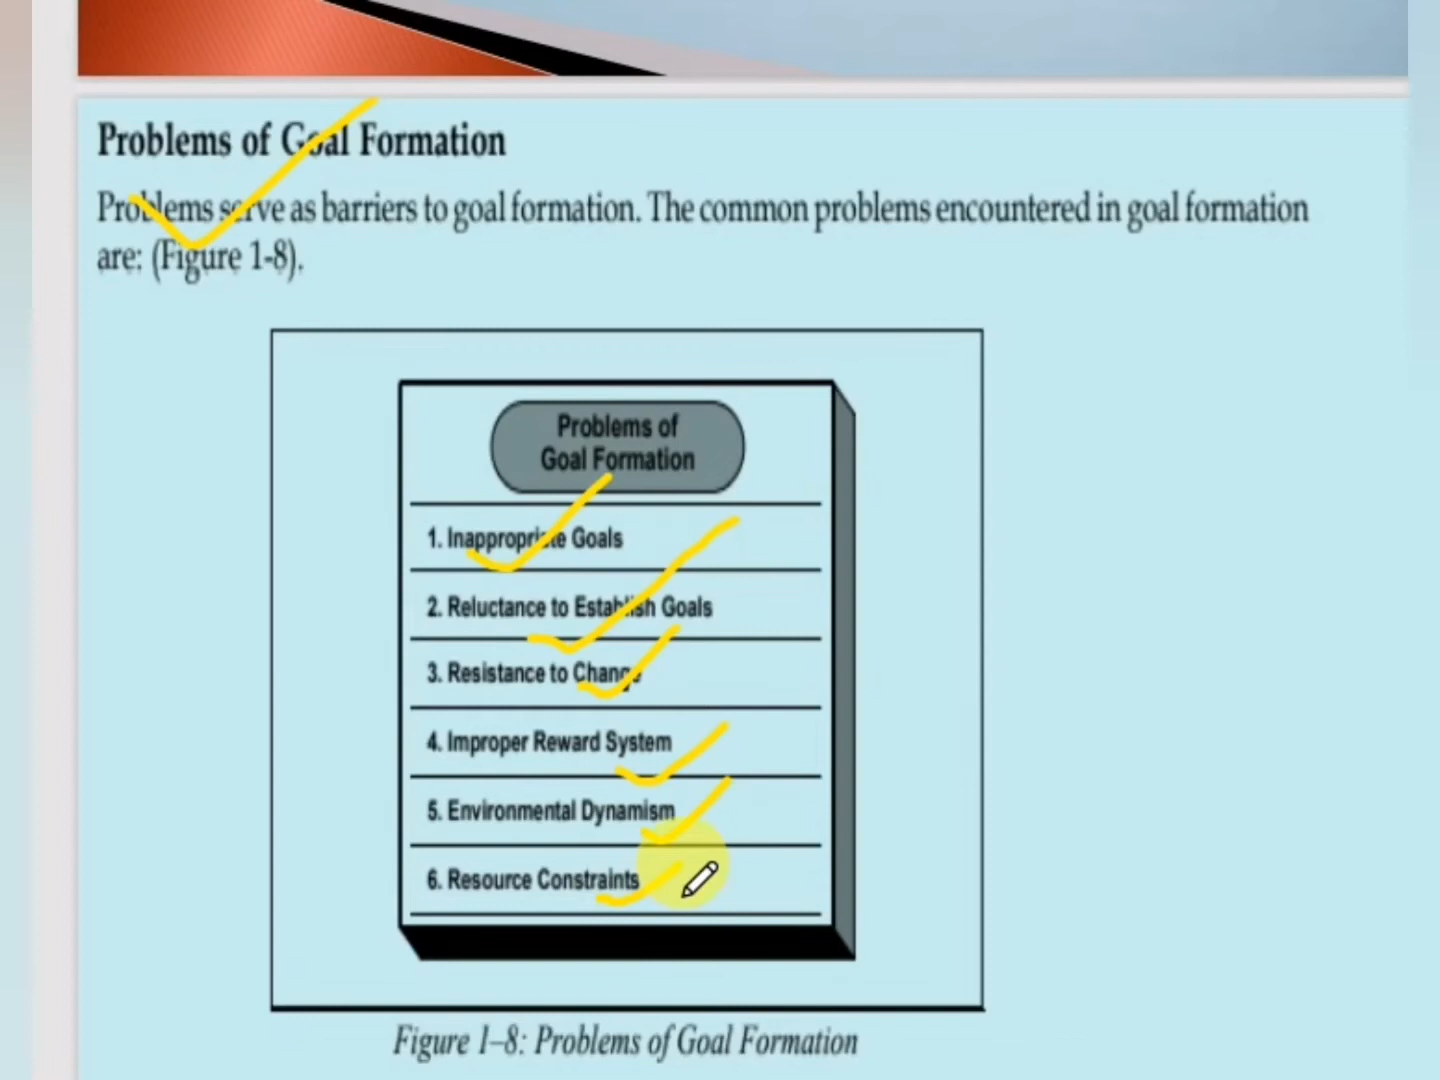 Problems of Goal Formation
Problems serve as barriers to goal formation. The common problems encountered in goal formation
are: (Figure 1-8).
Problems of
Goal Formation
1. Inappropriate Goals
2. Reluctance to Establish Goals
3. Resistance to Change
4. Improper Reward System
5. Environmental Dynamism
6. Resource Constraints
Figure 1–8: Problems of Goal Formation